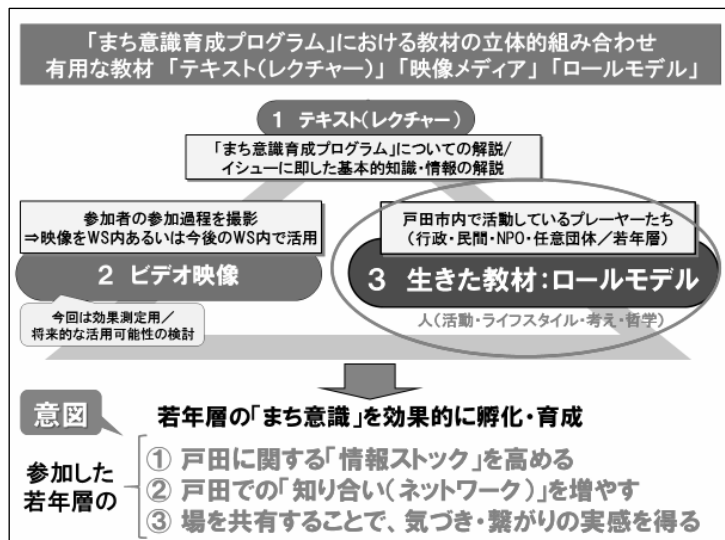 「まち意識育成プログラム」における教材の立体的組み合わせ
有用な教材 「テキスト(レクチャー)」「映像メディア」「ロールモデル」
1 テキスト(レクチャー)
「まち意識育成プログラム」についての解説/
イシューに即した基本的知識・情報の解説
参加者の参加過程を撮影
⇒映像をWS内あるいは今後のWS内で活用
2 ビデオ映像
今回は効果測定用/
将来的な活用可能性の検討
戸田市内で活動しているプレーヤーたち
(行政・民間・NPO・任意団体/若年層)
3 生きた教材:ロールモデル
人(活動・ライフスタイル・考え・哲学)
意図
若年層の「まち意識」を効果的に孵化・育成
参加した
若年層の
① 戸田に関する「情報ストック」を高める
② 戸田での「知り合い(ネットワーク)」を増やす
③ 場を共有することで、気づき・繋がりの実感を得る